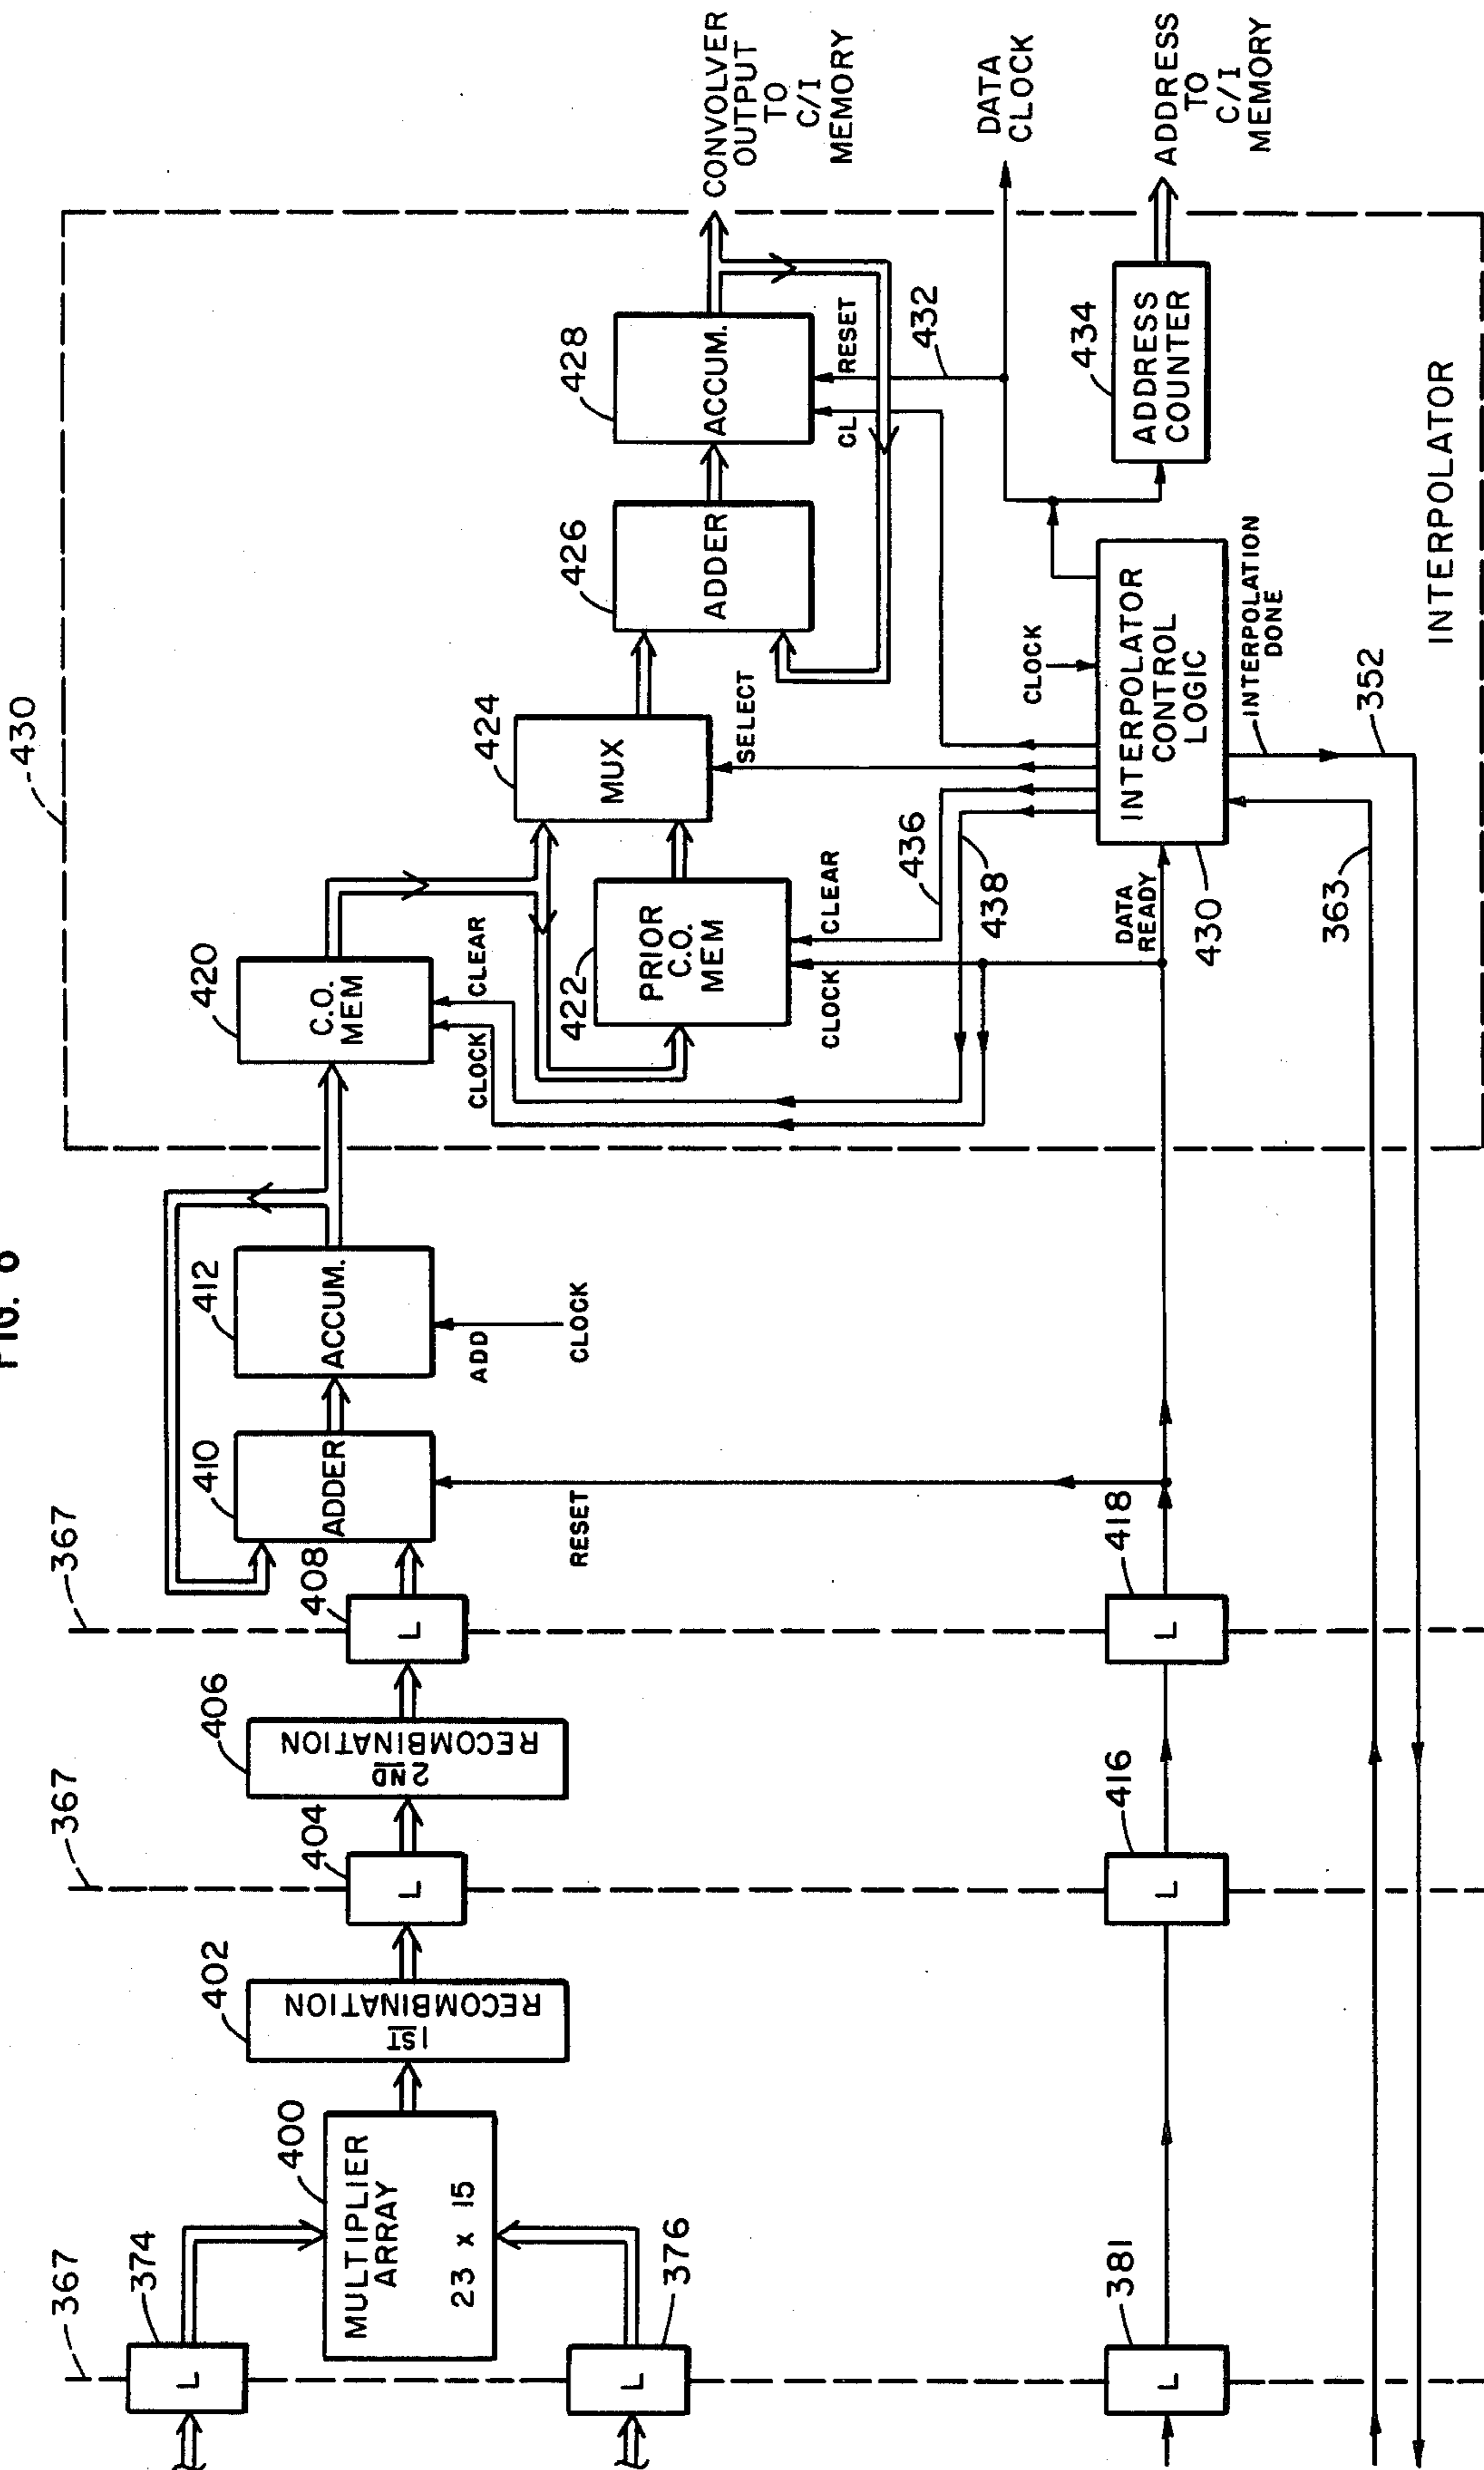 FIG. 6
430
420
C.O.
MEM
CLOCK
CLEAR
422
PRIOR
C.O.
MEM
CLOCK
CLEAR
424
MUX
SELECT
426
ADDER
428
ACCUM.
CL
RESET
432
CONVOLVER
OUTPUT
TO
C/I
MEMORY
DATA
CLOCK
434
ADDRESS
COUNTER
ADDRESS
TO
C/I
MEMORY
436
438
DATA
READY
430
CLOCK
INTERPOLATOR
CONTROL
LOGIC
INTERPOLATION
DONE
352
363
INTERPOLATOR
367
374
L
376
L
400
MULTIPLIER
ARRAY
23 x 15
402
1ST
RECOMBINATION
367
404
L
406
2ND
RECOMBINATION
367
408
L
410
ADDER
RESET
412
ACCUM.
ADD
CLOCK
381
L
416
L
418
L